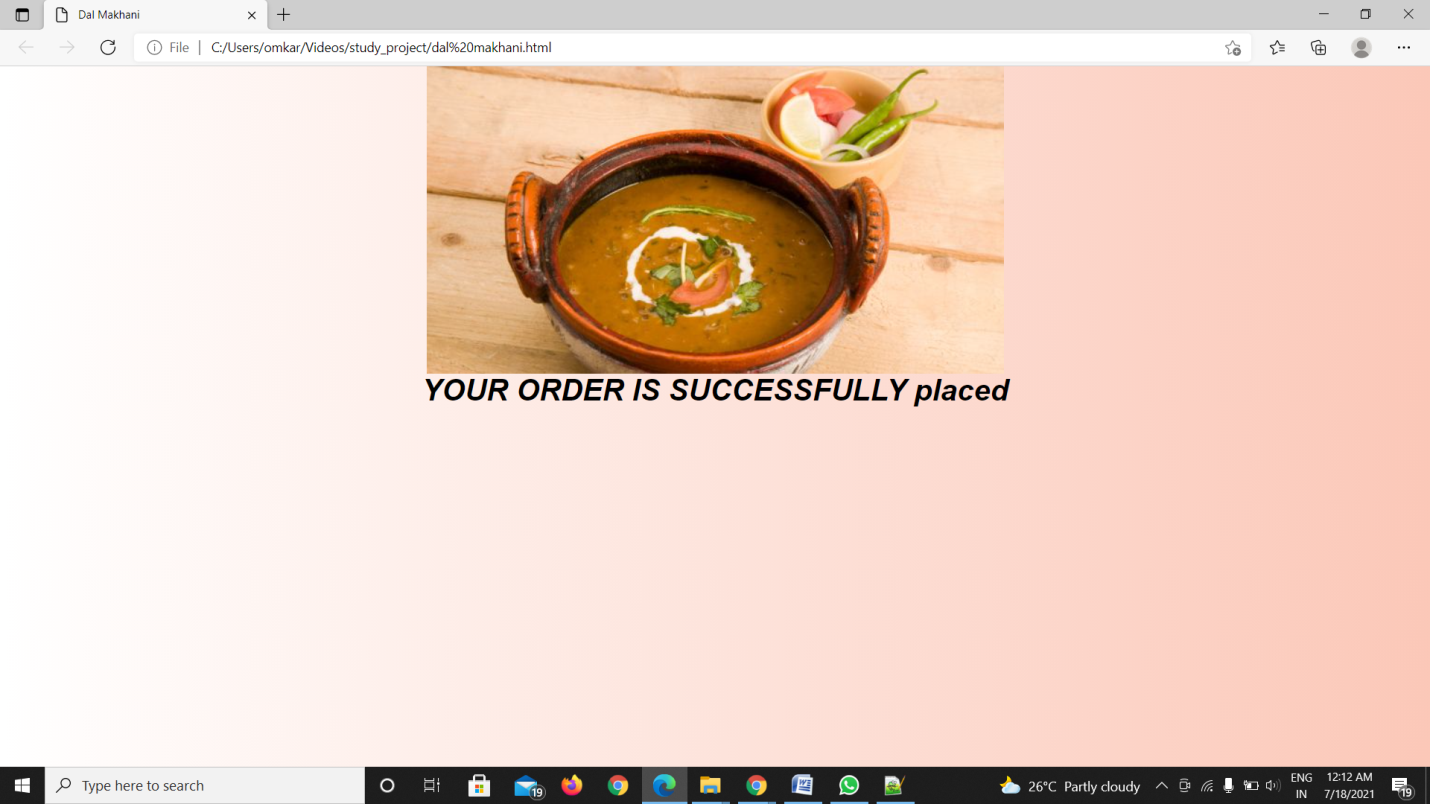 Dal Makhani
File | C:/Users/omkar/Videos/study_project/dal%20makhani.html
YOUR ORDER IS SUCCESSFULLY placed
Type here to search
19
26°C Partly cloudy
ENG
IN
12:12 AM
7/18/2021
19